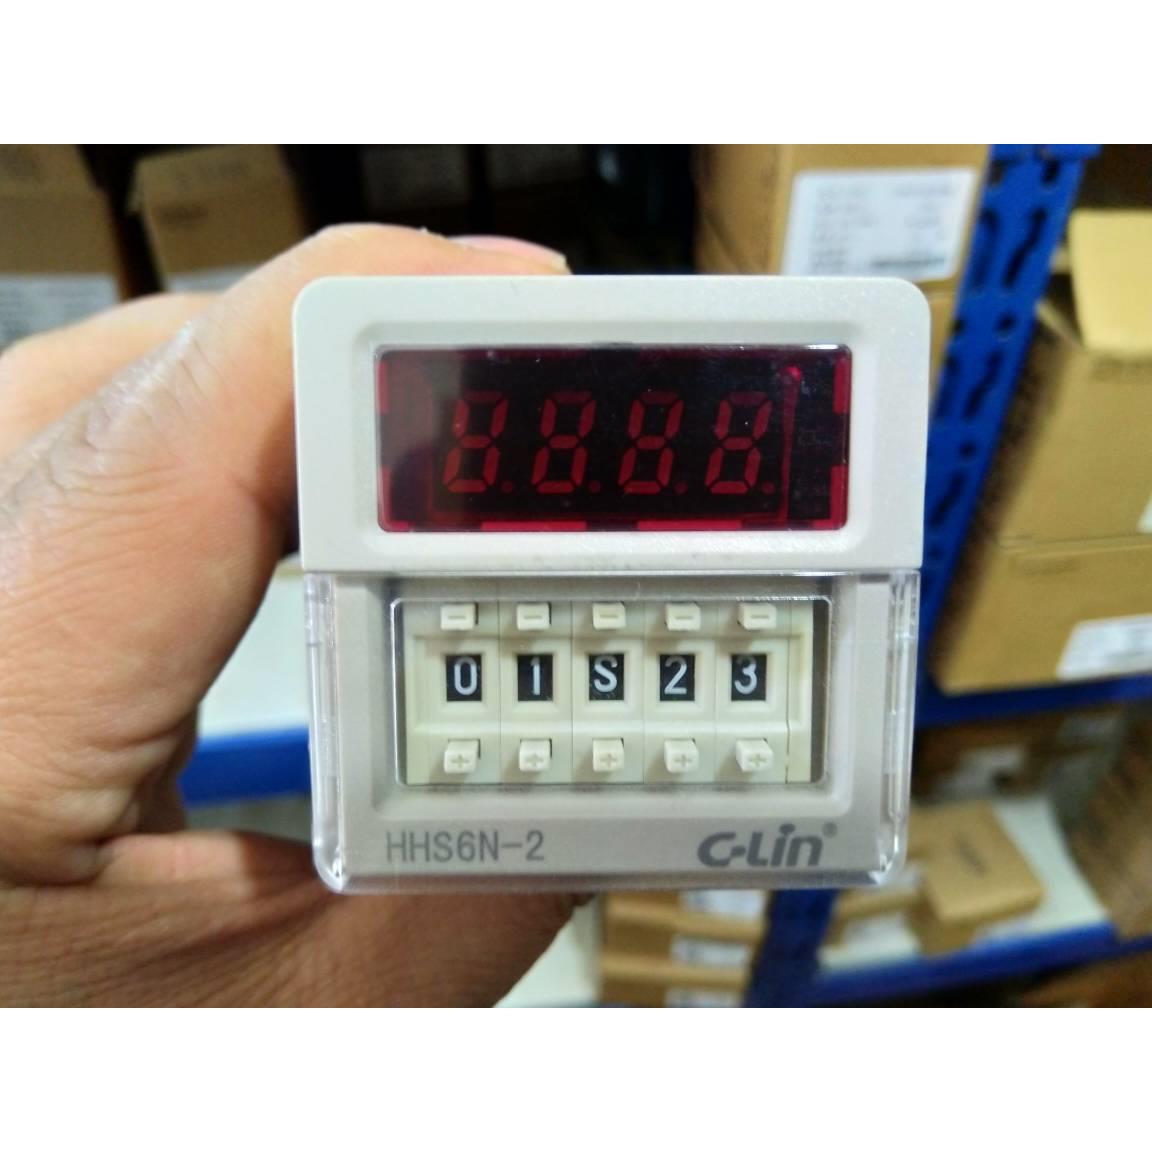 8.8.8.8.
- - - - -
0 1 S 2 3
+ + + + +
HHS6N-2 C-Lin®